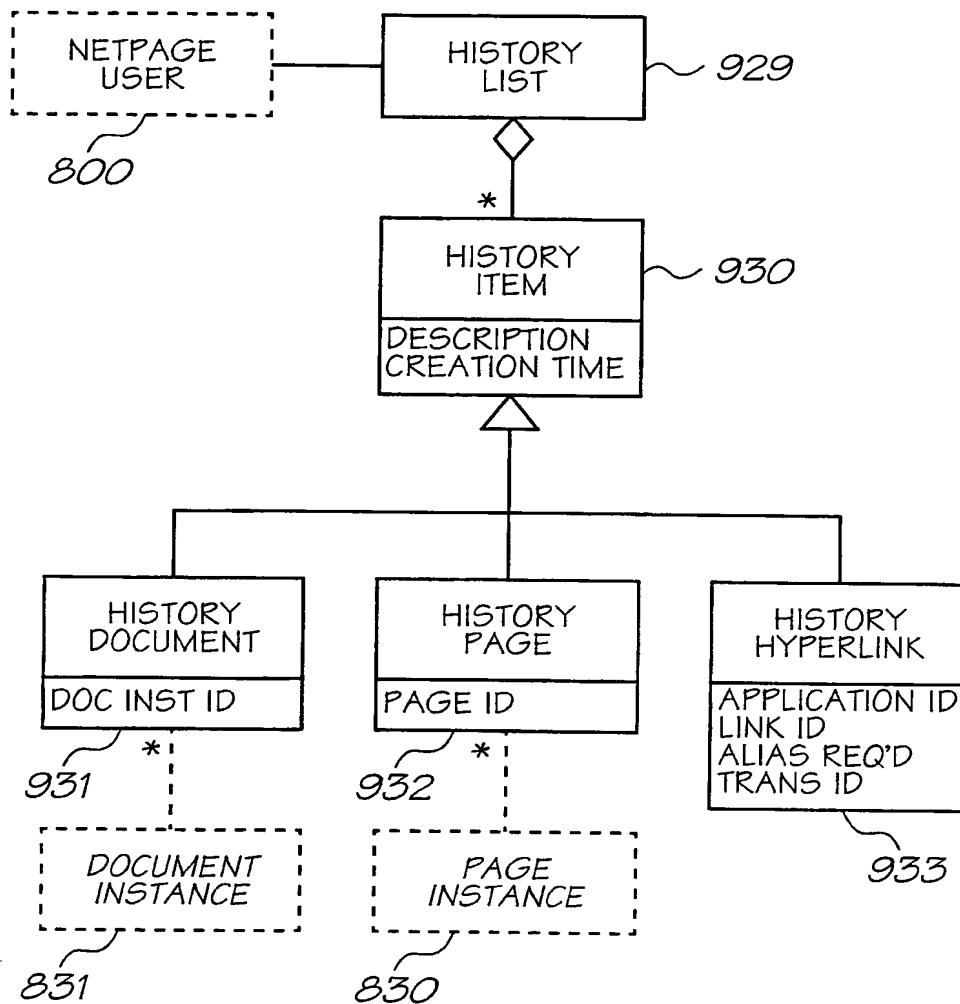 NETPAGE
USER
800
HISTORY
LIST
929
*
HISTORY
ITEM
930
DESCRIPTION
CREATION TIME
HISTORY
DOCUMENT
DOC INST ID
931
*
HISTORY
PAGE
PAGE ID
932
*
HISTORY
HYPERLINK
APPLICATION ID
LINK ID
ALIAS REQ'D
TRANS ID
933
DOCUMENT
INSTANCE
831
PAGE
INSTANCE
830